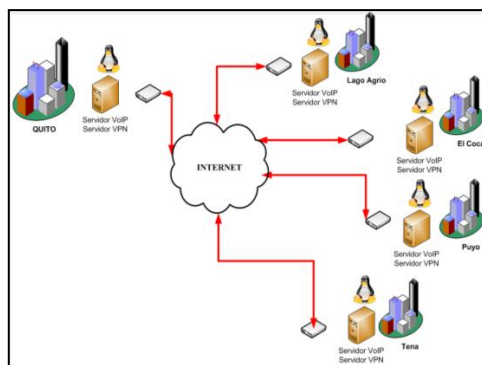 QUITO
Servidor VoIP
Servidor VPN
Lago Agrio
Servidor VoIP
Servidor VPN
El Coca
Servidor VoIP
Servidor VPN
INTERNET
Puyo
Servidor VoIP
Servidor VPN
Tena
Servidor VoIP
Servidor VPN